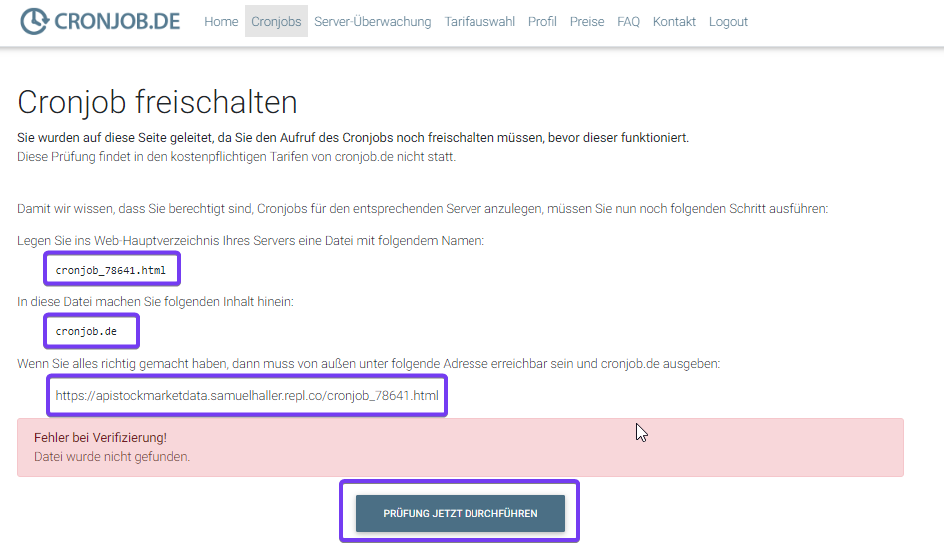 CRONJOB.DE Home Cronjobs Server-Überwachung Tarifauswahl Profil Preise FAQ Kontakt Logout
Cronjob freischalten
Sie wurden auf diese Seite geleitet, da Sie den Aufruf des Cronjobs noch freischalten müssen, bevor dieser funktioniert.
Diese Prüfung findet in den kostenpflichtigen Tarifen von cronjob.de nicht statt.
Damit wir wissen, dass Sie berechtigt sind, Cronjobs für den entsprechenden Server anzulegen, müssen Sie nun noch folgenden Schritt ausführen:
Legen Sie ins Web-Hauptverzeichnis Ihres Servers eine Datei mit folgendem Namen:
cronjob_78641.html
In diese Datei machen Sie folgenden Inhalt hinein:
cronjob.de
Wenn Sie alles richtig gemacht haben, dann muss von außen unter folgende Adresse erreichbar sein und cronjob.de ausgeben:
https://apistockmarketdata.samuelhaller.repl.co/cronjob_78641.html
Fehler bei Verifizierung!
Datei wurde nicht gefunden.
PRÜFUNG JETZT DURCHFÜHREN